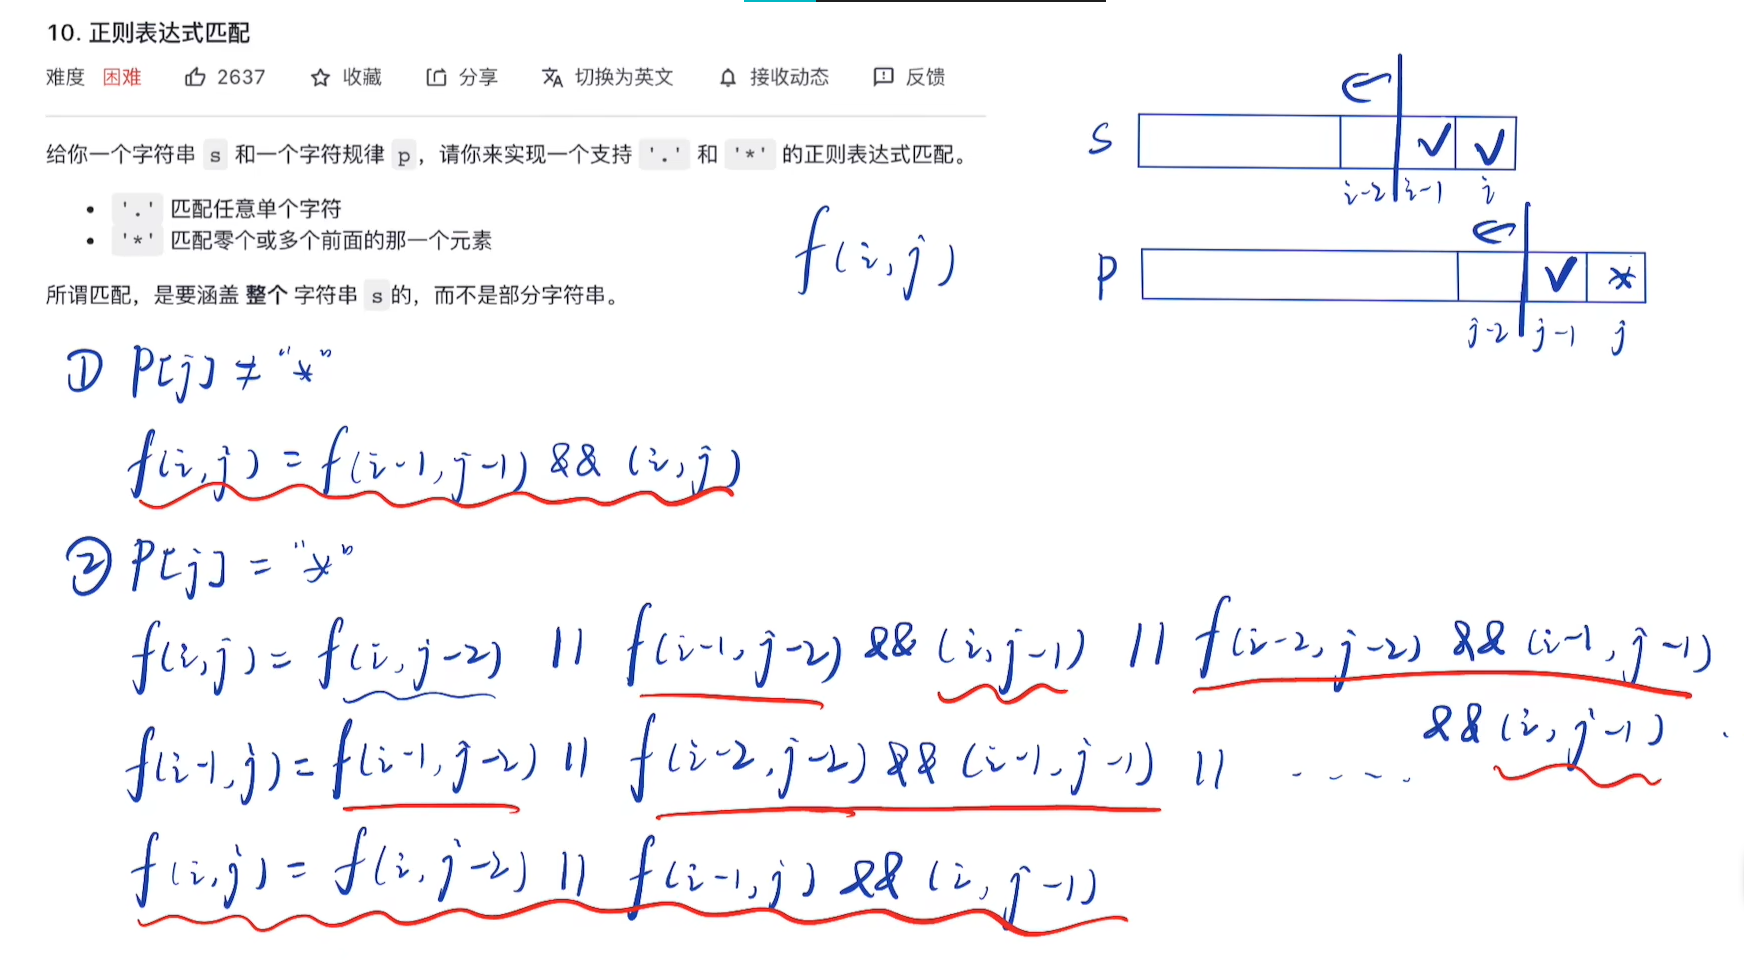 10. 正则表达式匹配
难度 困难 2637 收藏 分享 切换为英文 接收动态 反馈
给你一个字符串 s 和一个字符规律 p，请你来实现一个支持 '.' 和 '*' 的正则表达式匹配。
'.' 匹配任意单个字符
'*' 匹配零个或多个前面的那一个元素
所谓匹配，是要涵盖 整个 字符串 s 的，而不是部分字符串。
f(i,j)
S ✓ ✓
i-2 i-1 i
P ✓ *
j-2 j-1 j
① P[j] ≠ "*"
f(i,j) = f(i-1,j-1) && (i,j)
② P[j] = "*"
f(i,j) = f(i,j-2) || f(i-1,j-2) && (i,j-1) || f(i-2,j-2) && (i-1,j-1)
&& (i,j-1)
f(i-1,j) = f(i-1,j-2) || f(i-2,j-2) && (i-1,j-1) || ....
f(i,j) = f(i,j-2) || f(i-1,j) && (i,j-1)